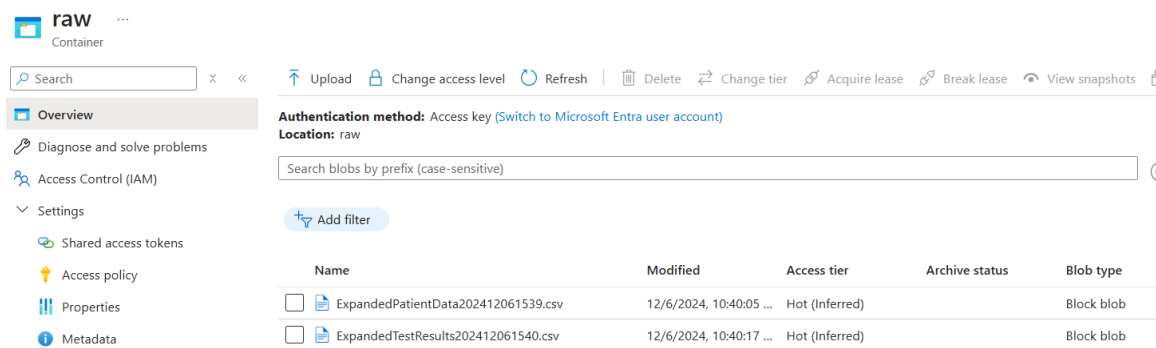 raw ...
Container
Search
Upload Change access level Refresh Delete Change tier Acquire lease Break lease View snapshots
Overview
Diagnose and solve problems
Access Control (IAM)
Settings
Shared access tokens
Access policy
Properties
Metadata
Authentication method: Access key (Switch to Microsoft Entra user account)
Location: raw
Search blobs by prefix (case-sensitive)
Add filter
Name Modified Access tier Archive status Blob type
ExpandedPatientData202412061539.csv 12/6/2024, 10:40:05 ... Hot (Inferred) Block blob
ExpandedTestResults202412061540.csv 12/6/2024, 10:40:17 ... Hot (Inferred) Block blob